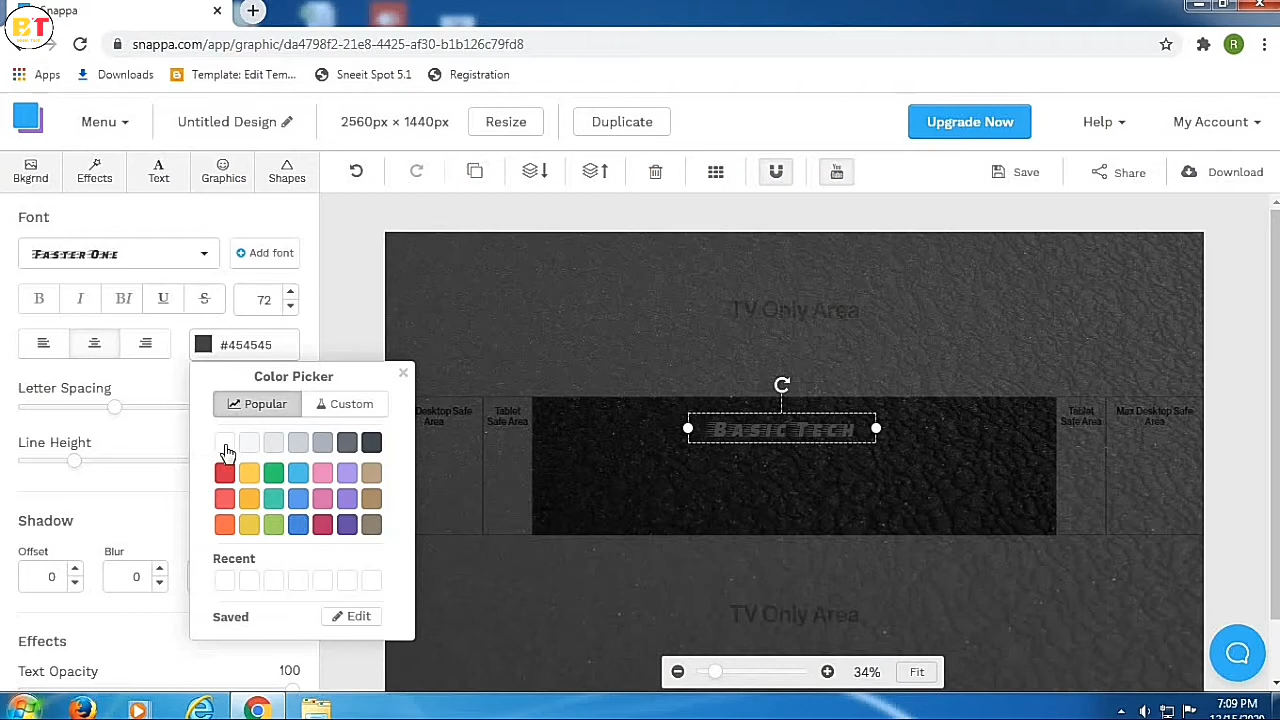 Snappa
BT
snappa.com/app/graphic/da4798f2-21e8-4425-af30-b1b126c79fd8
R
Apps
Downloads
Template: Edit Tem...
Sneeit Spot 5.1
Registration
Menu
Untitled Design
2560px × 1440px
Resize
Duplicate
Upgrade Now
Help
My Account
Bkgrnd
Effects
Text
Graphics
Shapes
You Tube
Save
Share
Download
Font
Faster One
Add font
B
I
BI
U
S
72
#454545
Color Picker
Popular
Custom
Letter Spacing
Line Height
Shadow
Offset
Blur
0
0
Recent
Saved
Edit
Effects
Text Opacity
100
TV Only Area
Desktop Safe Area
Tablet Safe Area
Basic Tech
Tablet Safe Area
Max Desktop Safe Area
TV Only Area
34%
Fit
7:09 PM